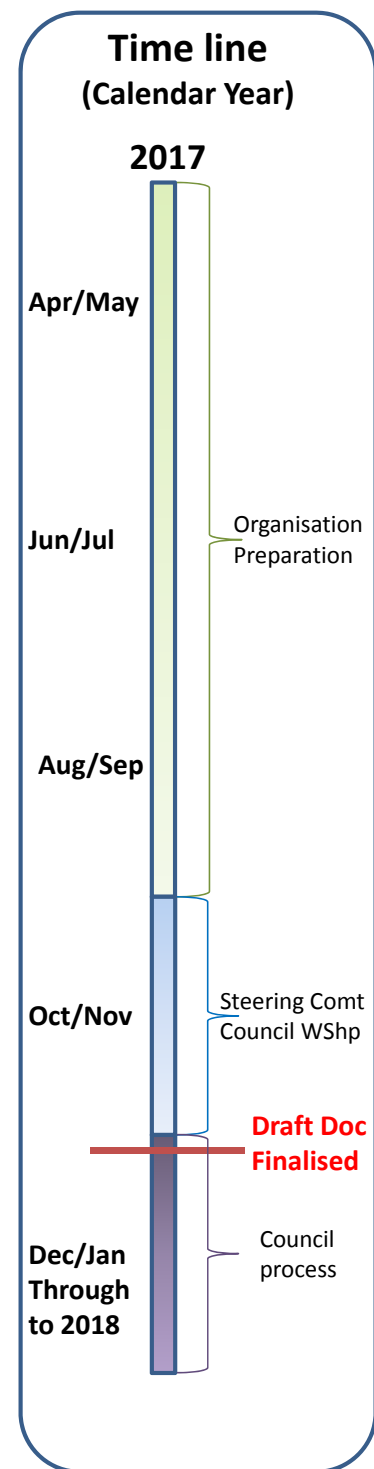 Time line
(Calendar Year)
2017
Apr/May
Jun/Jul
Organisation
Preparation
Aug/Sep
Oct/Nov
Steering Comt
Council WShp
Draft Doc
Finalised
Dec/Jan
Through
to 2018
Council
process